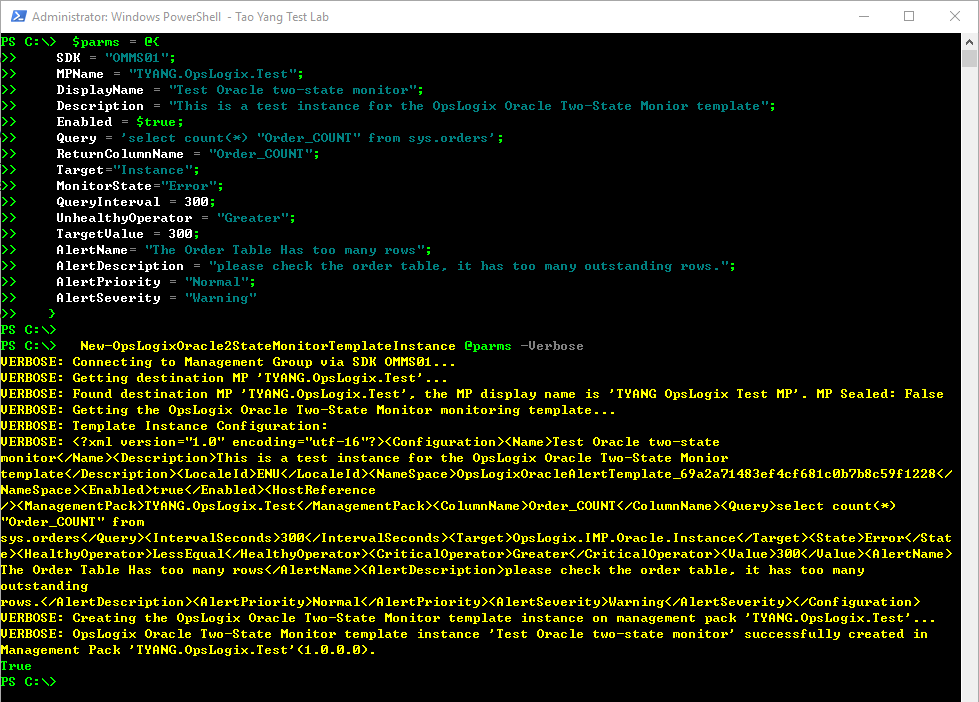 Administrator: Windows PowerShell - Tao Yang Test Lab
PS C:\> $parms = @{
>> SDK = "OMMS01";
>> MPName = "TYANG.OpsLogix.Test";
>> DisplayName = "Test Oracle two-state monitor";
>> Description = "This is a test instance for the OpsLogix Oracle Two-State Monior template";
>> Enabled = $true;
>> Query = 'select count(*) "Order_COUNT" from sys.orders';
>> ReturnColumnName = "Order_COUNT";
>> Target="Instance";
>> MonitorState="Error";
>> QueryInterval = 300;
>> UnhealthyOperator = "Greater";
>> TargetValue = 300;
>> AlertName= "The Order Table Has too many rows";
>> AlertDescription = "please check the order table, it has too many outstanding rows.";
>> AlertPriority = "Normal";
>> AlertSeverity = "Warning"
>> }
PS C:\>
PS C:\> New-OpsLogixOracle2StateMonitorTemplateInstance @parms -Verbose
VERBOSE: Connecting to Management Group via SDK OMMS01...
VERBOSE: Getting destination MP 'TYANG.OpsLogix.Test'...
VERBOSE: Found destination MP 'TYANG.OpsLogix.Test', the MP display name is 'TYANG OpsLogix Test MP'. MP Sealed: False
VERBOSE: Getting the OpsLogix Oracle Two-State Monitor monitoring template...
VERBOSE: Template Instance Configuration:
VERBOSE: <?xml version="1.0" encoding="utf-16"?><Configuration><Name>Test Oracle two-state
monitor</Name><Description>This is a test instance for the OpsLogix Oracle Two-State Monior
template</Description><LocaleId>ENU</LocaleId><NameSpace>OpsLogixOracleAlertTemplate_69a2a71483ef4cf681c0b7b8c59f1228</
NameSpace><Enabled>true</Enabled><HostReference
/><ManagementPack>TYANG.OpsLogix.Test</ManagementPack><ColumnName>Order_COUNT</ColumnName><Query>select count(*)
"Order_COUNT" from
sys.orders</Query><IntervalSeconds>300</IntervalSeconds><Target>OpsLogix.IMP.Oracle.Instance</Target><State>Error</Stat
e><HealthyOperator>LessEqual</HealthyOperator><CriticalOperator>Greater</CriticalOperator><Value>300</Value><AlertName>
The Order Table Has too many rows</AlertName><AlertDescription>please check the order table, it has too many
outstanding
rows.</AlertDescription><AlertPriority>Normal</AlertPriority><AlertSeverity>Warning</AlertSeverity></Configuration>
VERBOSE: Creating the OpsLogix Oracle Two-State Monitor template instance on management pack 'TYANG.OpsLogix.Test'...
VERBOSE: OpsLogix Oracle Two-State Monitor template instance 'Test Oracle two-state monitor' successfully created in
Management Pack 'TYANG.OpsLogix.Test'(1.0.0.0).
True
PS C:\>